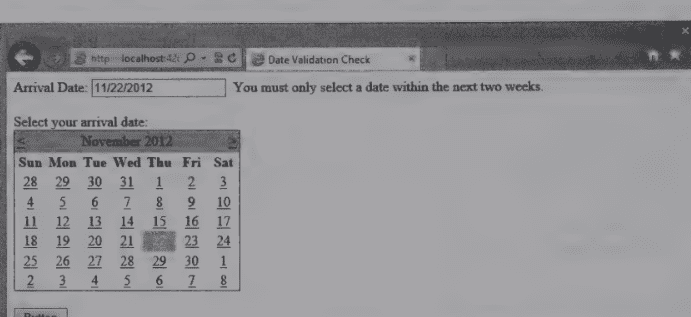 http localhost:42 Date Validation Check
Arrival Date: 11/22/2012 You must only select a date within the next two weeks.
Select your arrival date:
< November 2012 >
Sun Mon Tue Wed Thu Fri Sat
28 29 30 31 1 2 3
4 5 6 7 8 9 10
11 12 13 14 15 16 17
18 19 20 21 23 24
25 26 27 28 29 30 1
2 3 4 5 6 7 8
Button